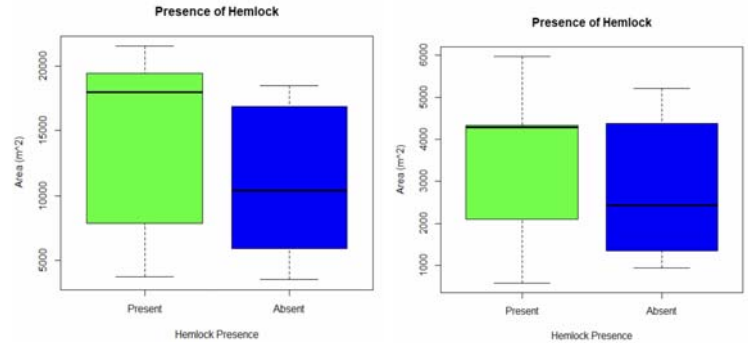 Presence of Hemlock
Area (m^2)
20000
15000
10000
5000
Present Absent
Hemlock Presence
Presence of Hemlock
Area (m^2)
6000
5000
4000
3000
2000
1000
Present Absent
Hemlock Presence